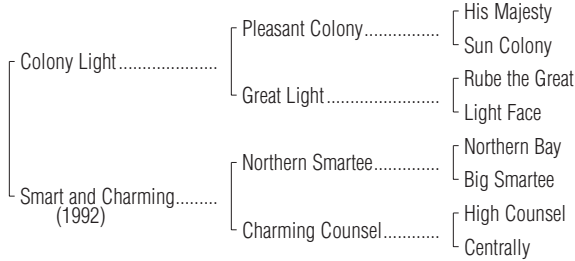 His Majesty
Pleasant Colony.................
Sun Colony
Colony Light.....................
Rube the Great
Great Light........................
Light Face
Northern Bay
Northern Smartee..............
Big Smartee
Smart and Charming.........
(1992)
High Counsel
Charming Counsel............
Centrally